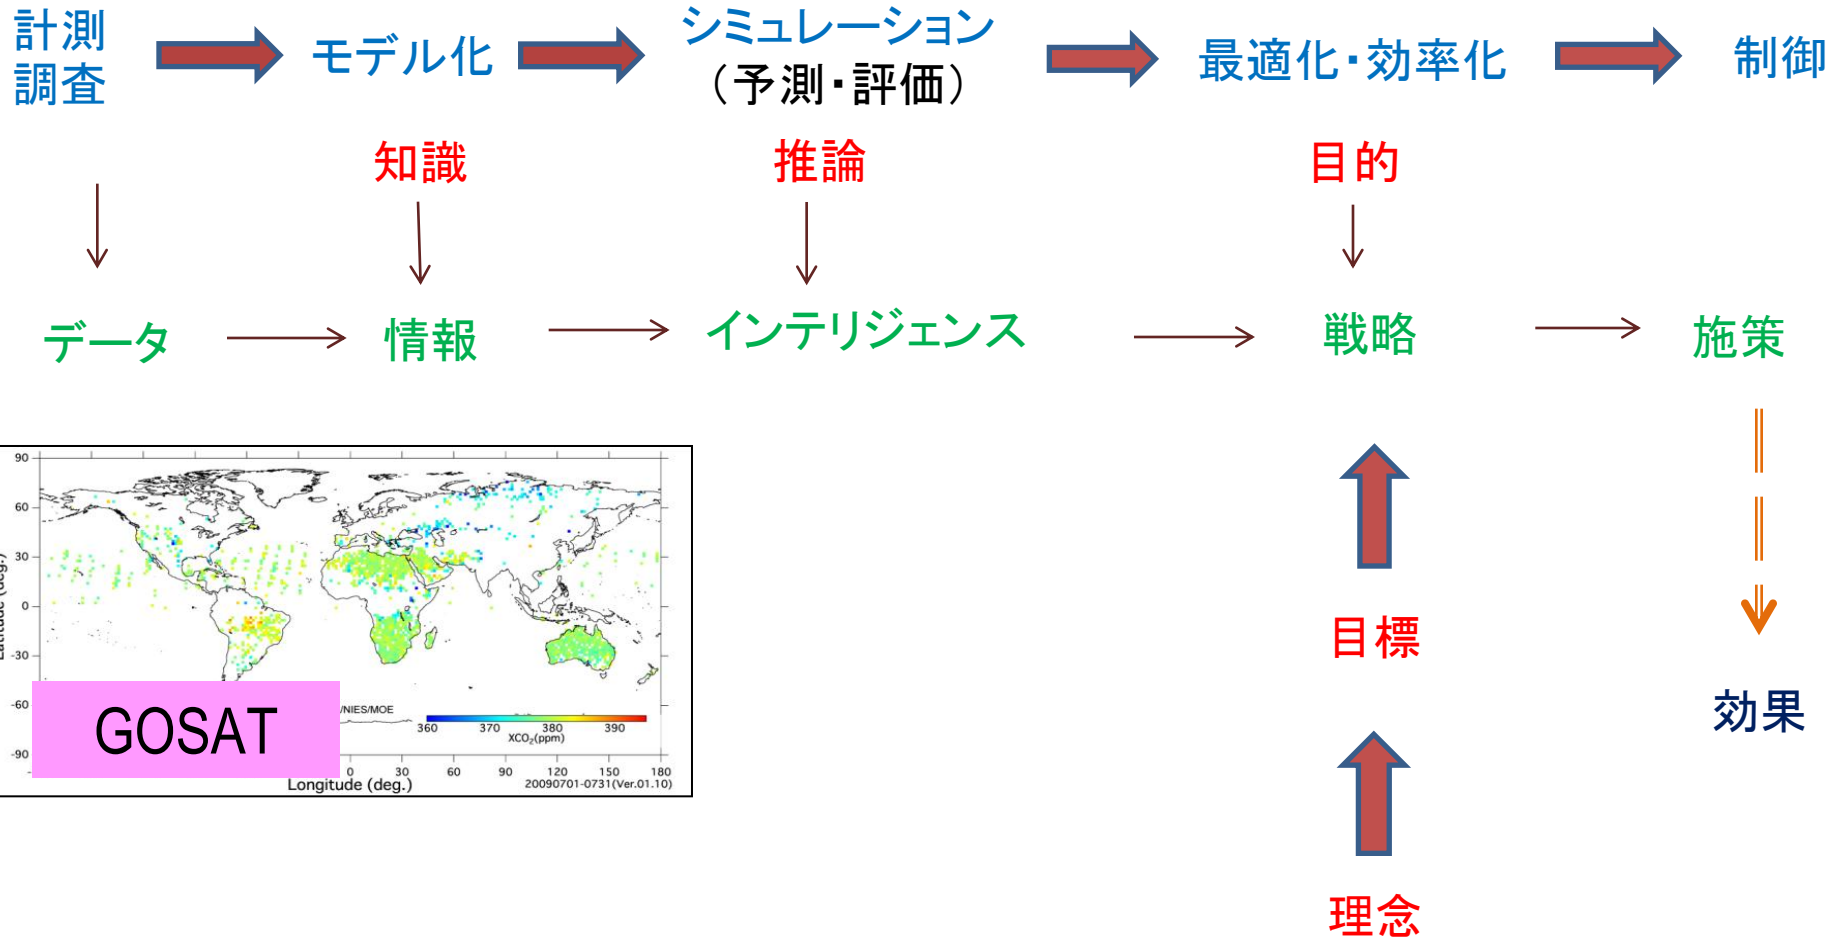 計測
調査
モデル化
シミュレーション
（予測・評価）
最適化・効率化
制御
知識
推論
目的
データ
情報
インテリジェンス
戦略
施策
目標
効果
理念
90
60
30
0
-30
-60
-90
GOSAT
/NIES/MOE
360 370 380 390
XCO₂(ppm)
0 30 60 90 120 150 180
Longitude (deg.)
20090701-0731(Ver.01.10)